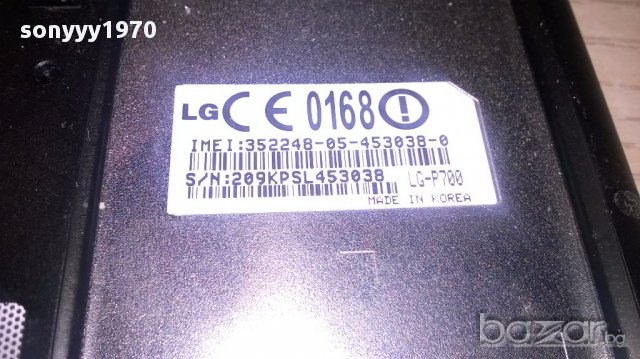 sonyyy1970
LG CE 0168
IMEI:352248-05-453038-0
S/N:209KPSL453038 LG-P700
MADE IN KOREA
bazar.bg